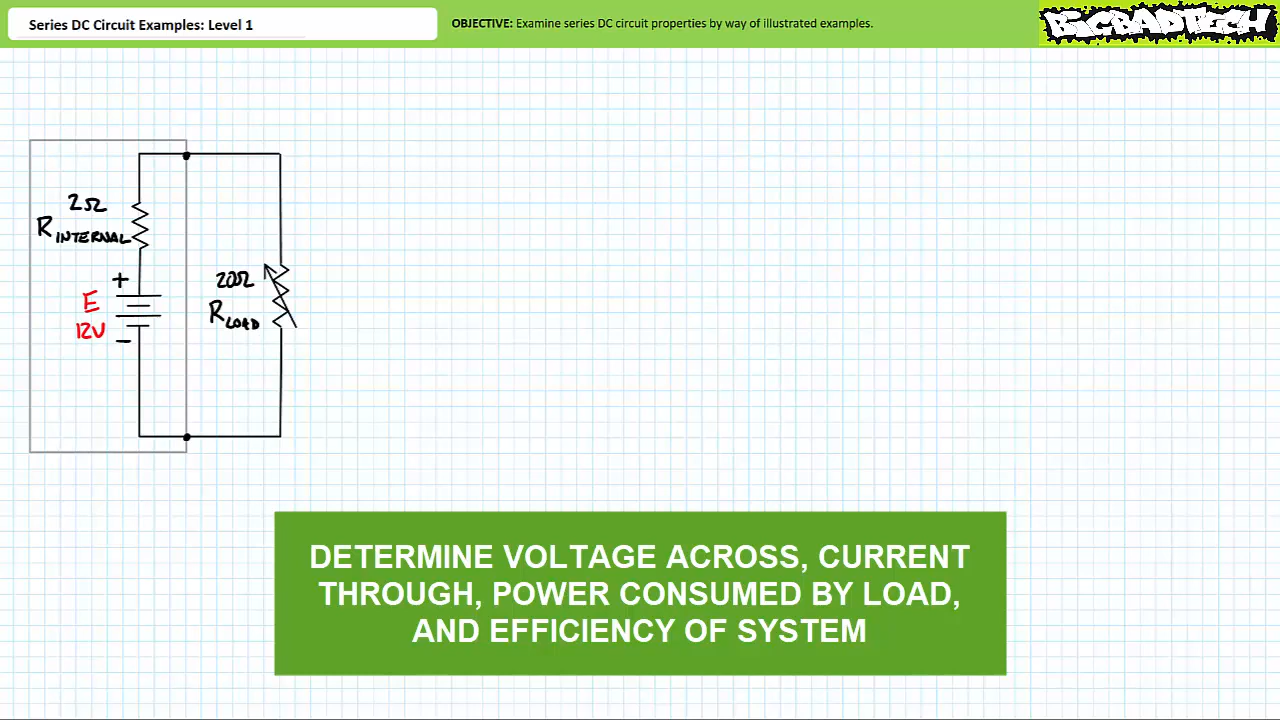 Series DC Circuit Examples: Level 1
OBJECTIVE: Examine series DC circuit properties by way of illustrated examples.
BIGBADTECH
2Ω
R INTERNAL
+
E
12V
−
20Ω
R LOAD
DETERMINE VOLTAGE ACROSS, CURRENT
THROUGH, POWER CONSUMED BY LOAD,
AND EFFICIENCY OF SYSTEM